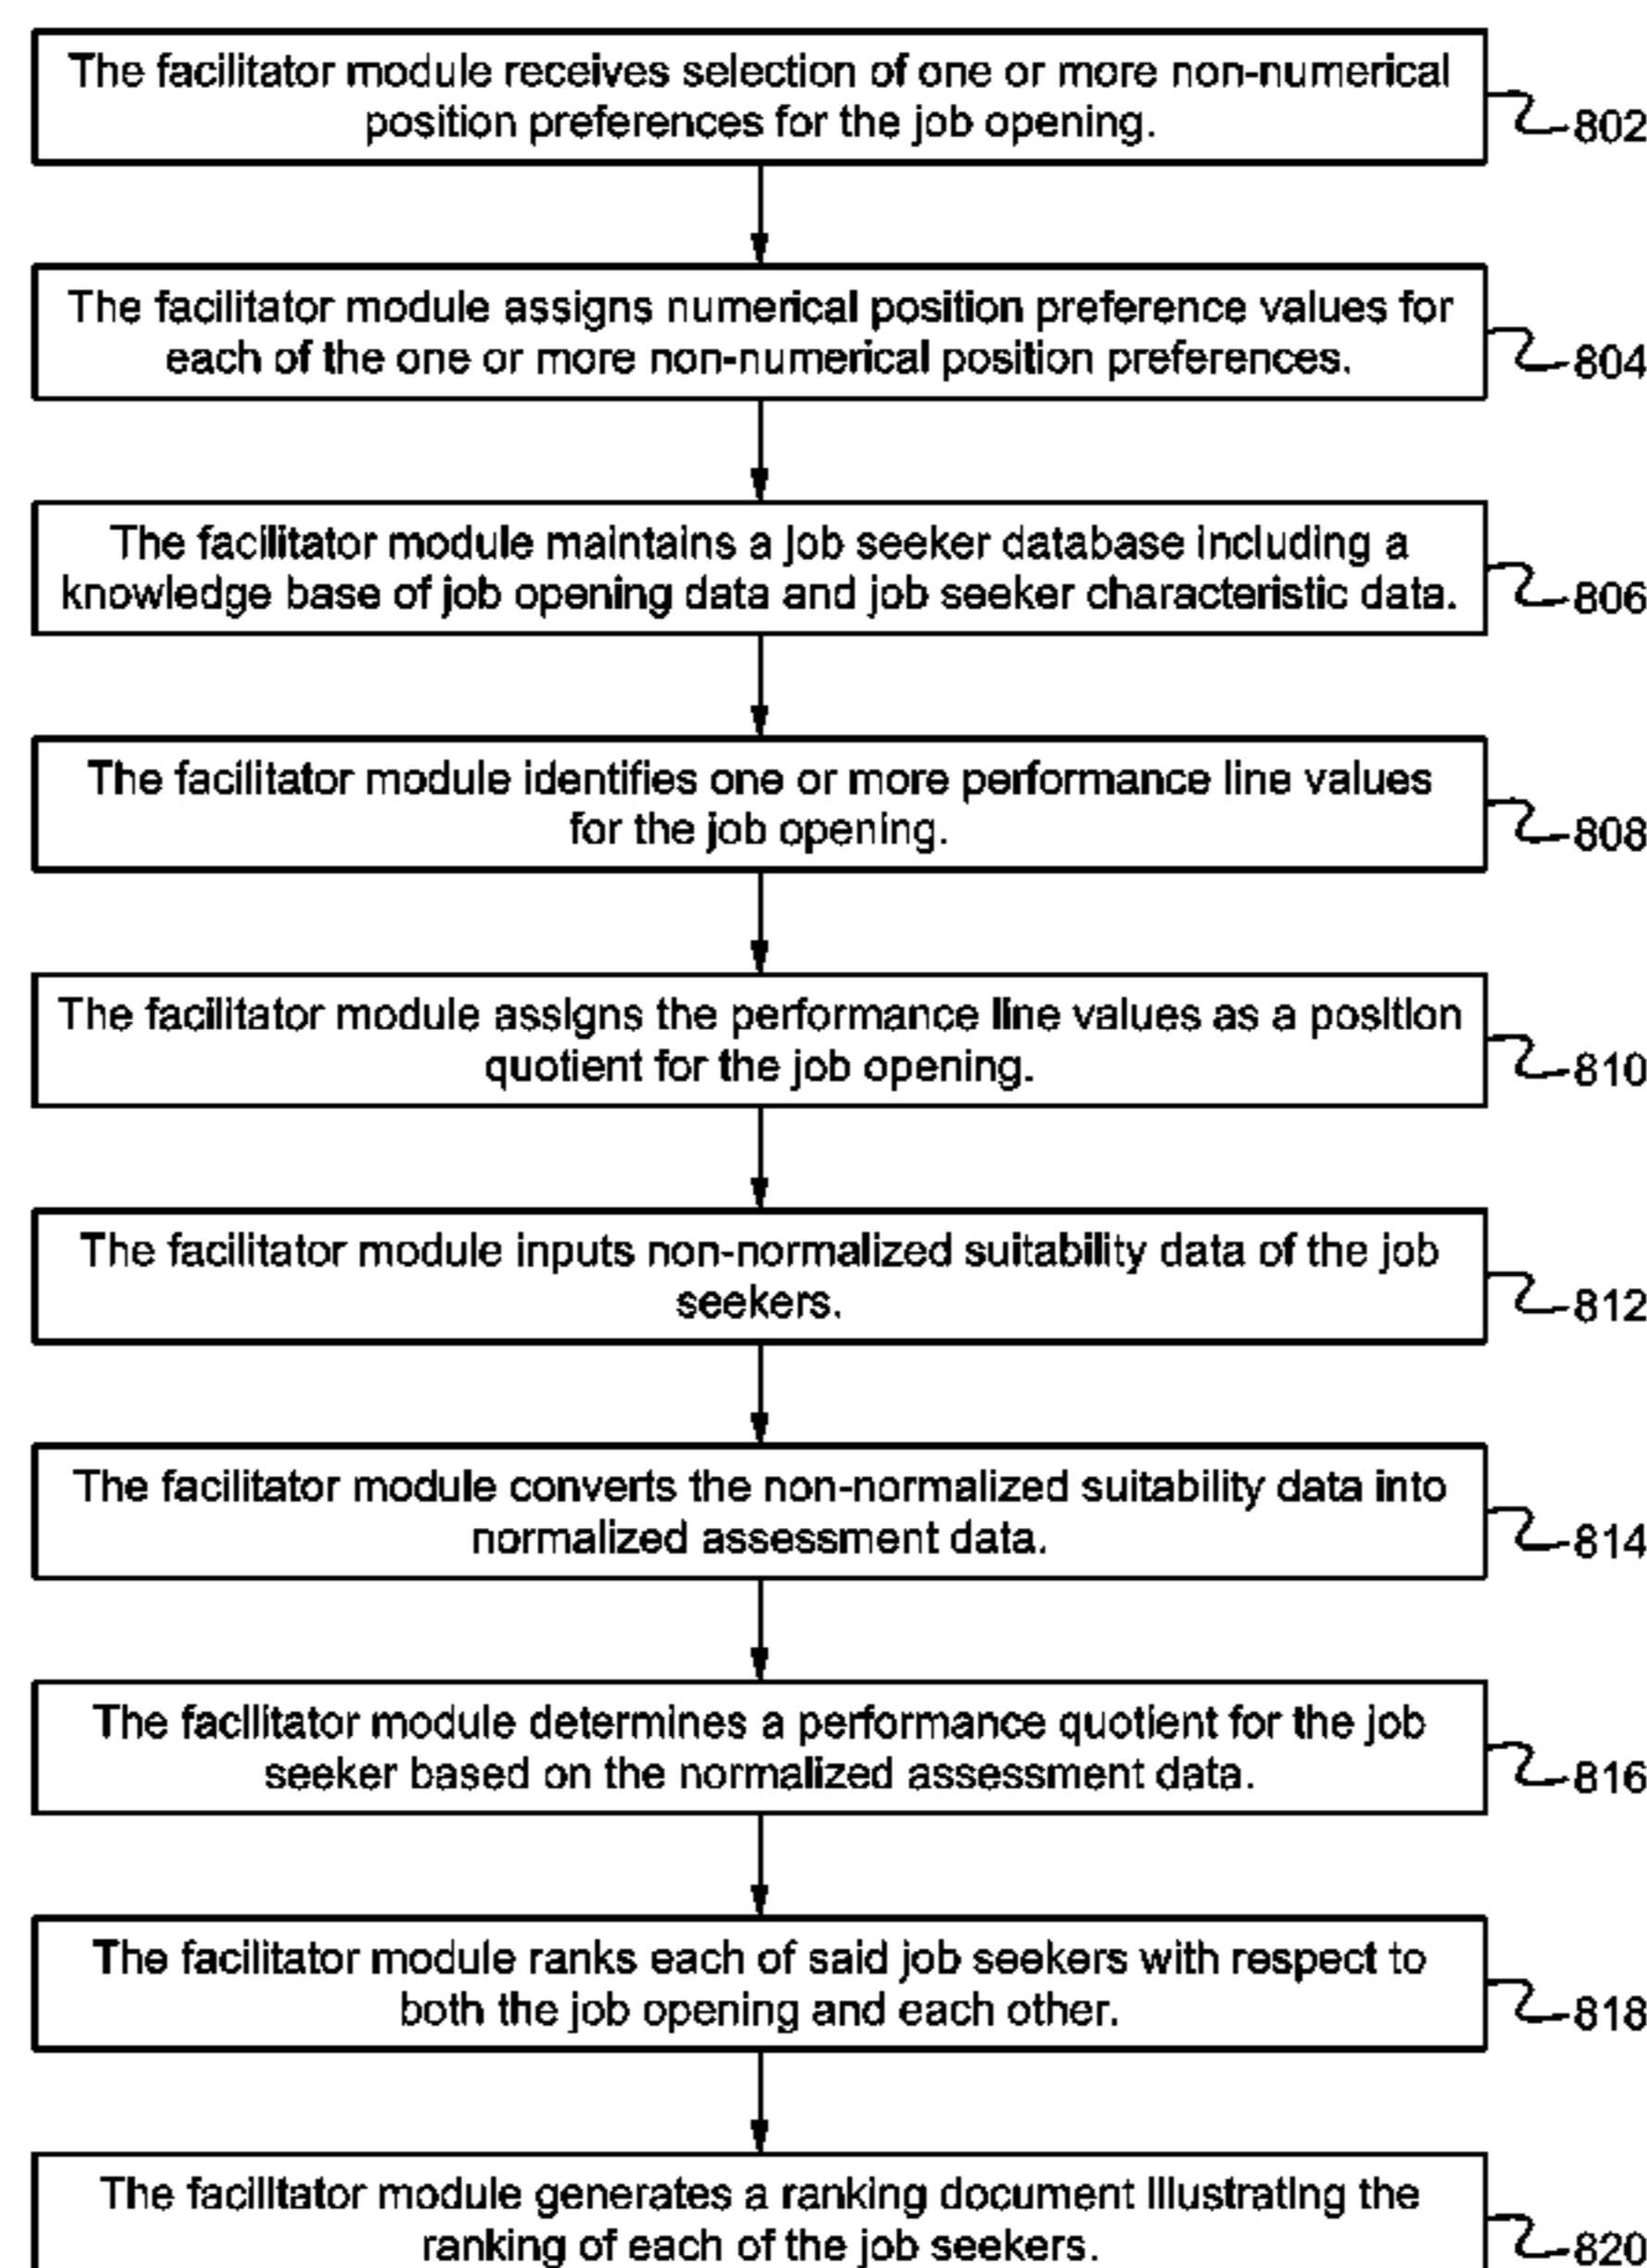 The facilitator module receives selection of one or more non-numerical
position preferences for the job opening.
802
The facilitator module assigns numerical position preference values for
each of the one or more non-numerical position preferences.
804
The facilitator module maintains a job seeker database including a
knowledge base of job opening data and job seeker characteristic data.
806
The facilitator module identifies one or more performance line values
for the job opening.
808
The facilitator module assigns the performance line values as a position
quotient for the job opening.
810
The facilitator module inputs non-normalized suitability data of the job
seekers.
812
The facilitator module converts the non-normalized suitability data into
normalized assessment data.
814
The facilitator module determines a performance quotient for the job
seeker based on the normalized assessment data.
816
The facilitator module ranks each of said job seekers with respect to
both the job opening and each other.
818
The facilitator module generates a ranking document illustrating the
ranking of each of the job seekers.
820